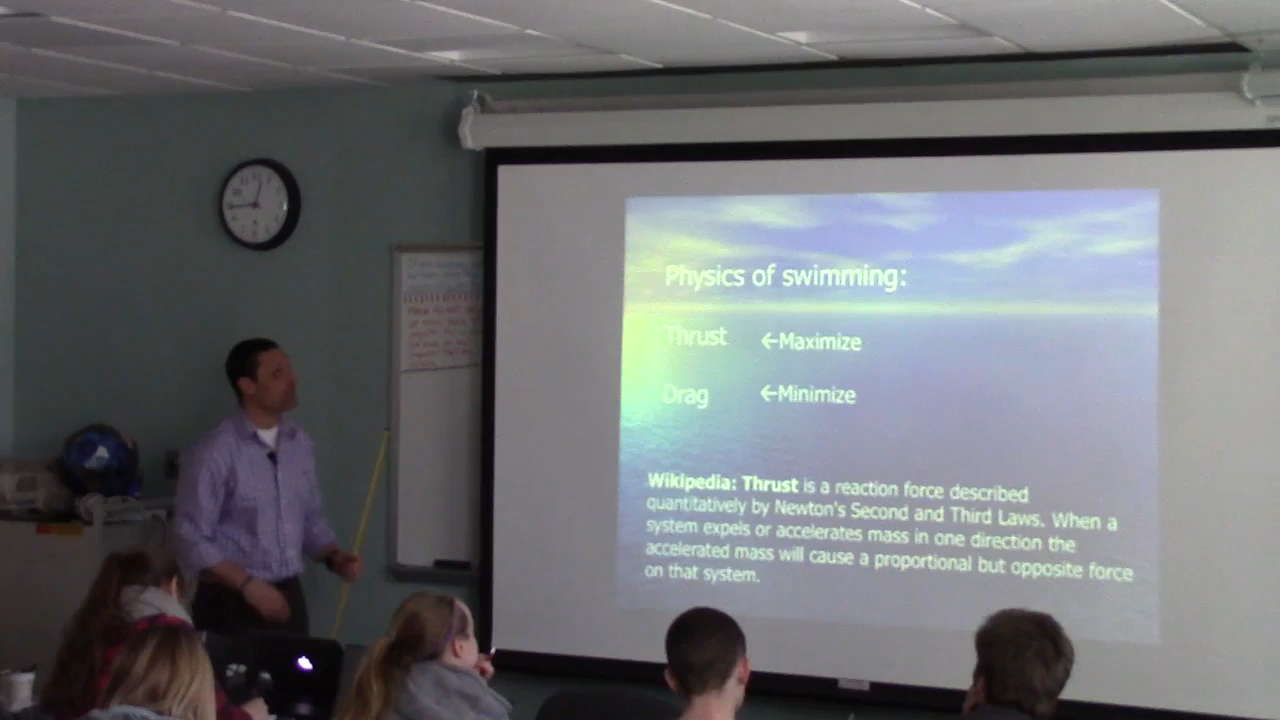 Physics of swimming:
Thrust ←Maximize
Drag ←Minimize
Wikipedia: Thrust is a reaction force described
quantitatively by Newton's Second and Third Laws. When a
system expels or accelerates mass in one direction the
accelerated mass will cause a proportional but opposite force
on that system.